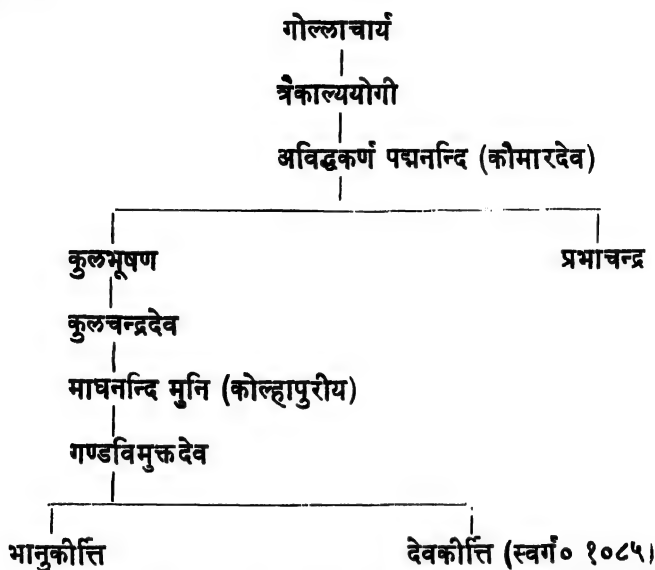 गोल्लाचार्य
त्रैकाल्ययोगी
अविद्धकर्ण पद्मनन्दि (कौमारदेव)
कुलभूषण प्रभाचन्द्र
कुलचन्द्रदेव
माघनन्दि मुनि (कोल्हापुरीय)
गण्डविमुक्तदेव
भानुकीर्त्ति देवकीर्त्ति (स्वर्ग० १०८५)